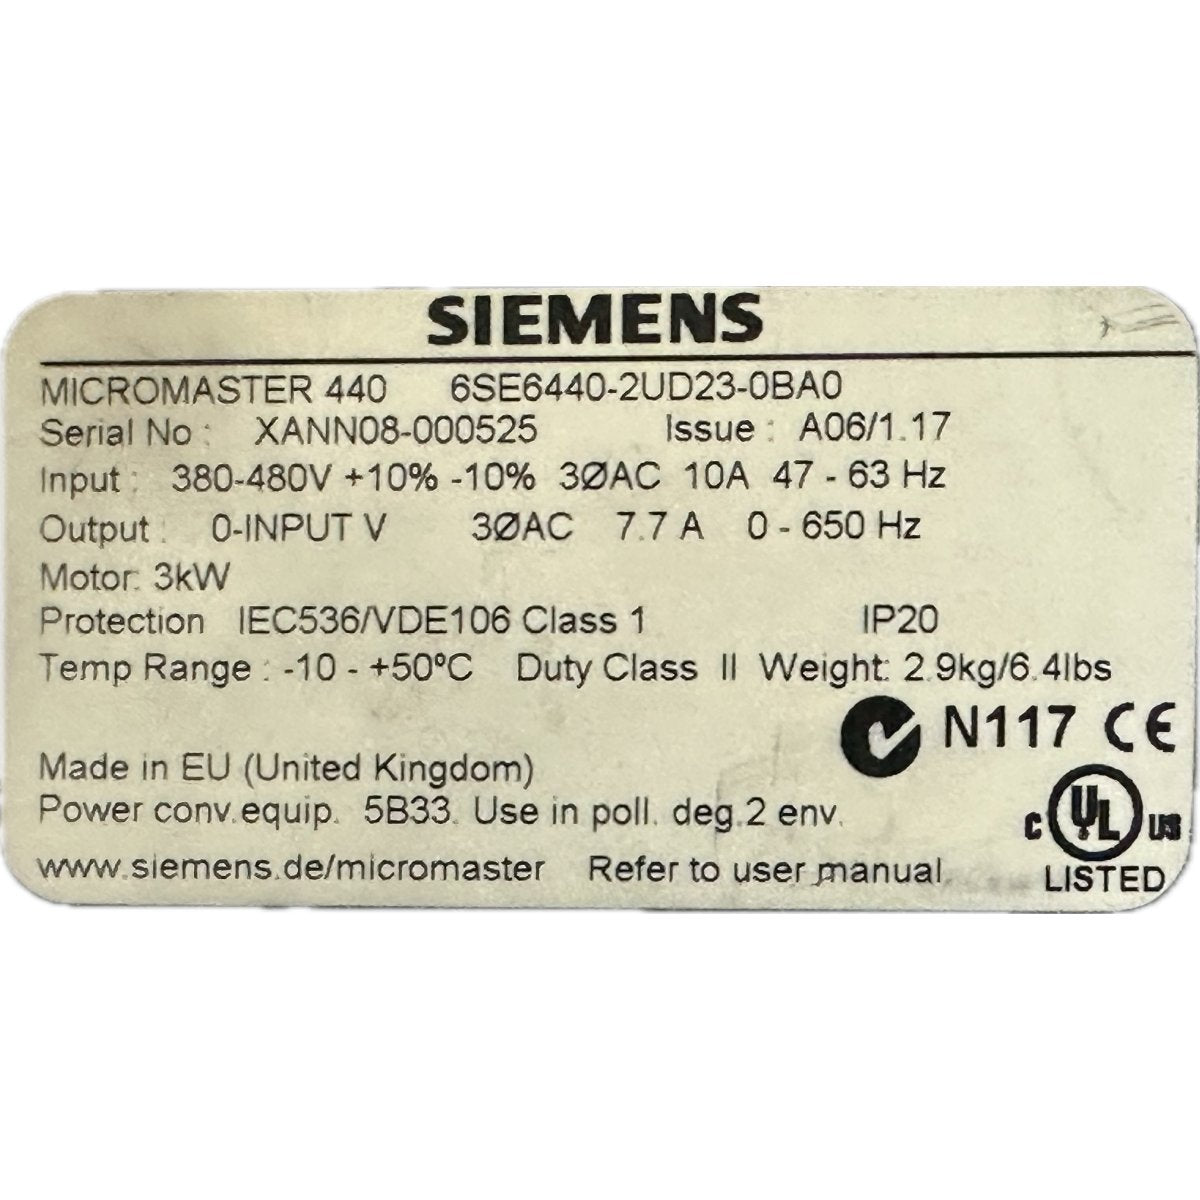 SIEMENS
MICROMASTER 440 6SE6440-2UD23-0BA0
Serial No : XANN08-000525 Issue : A06/1.17
Input : 380-480V +10% -10% 3ØAC 10A 47 - 63 Hz
Output : 0-INPUT V 3ØAC 7.7 A 0 - 650 Hz
Motor: 3kW
Protection IEC536/VDE106 Class 1 IP20
Temp Range : -10 - +50ºC Duty Class II Weight: 2.9kg/6.4lbs
N117 CE
Made in EU (United Kingdom)
Power conv.equip. 5B33. Use in poll. deg.2 env.
C UL US
www.siemens.de/micromaster Refer to user manual
LISTED